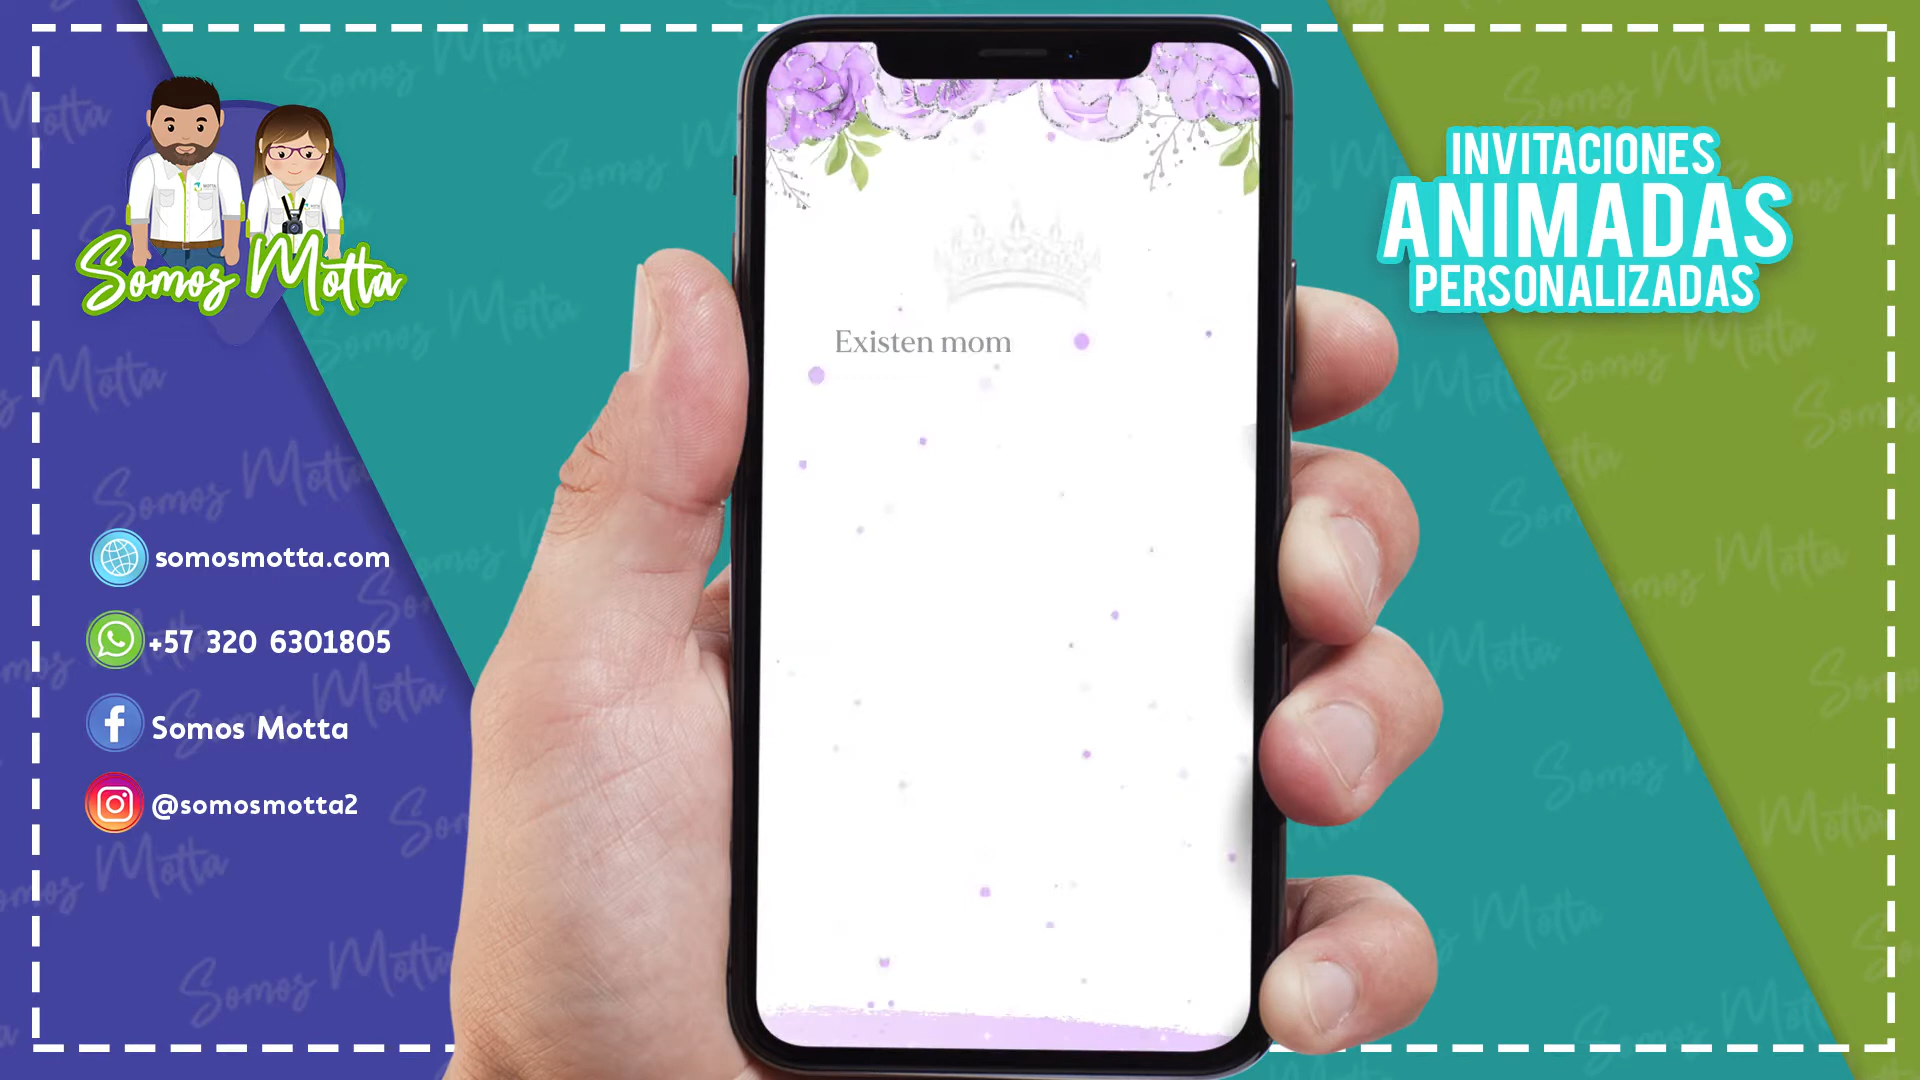 Somos Motta
somosmotta.com
+57 320 6301805
Somos Motta
@somosmotta2
Existen mom
INVITACIONES
ANIMADAS
PERSONALIZADAS